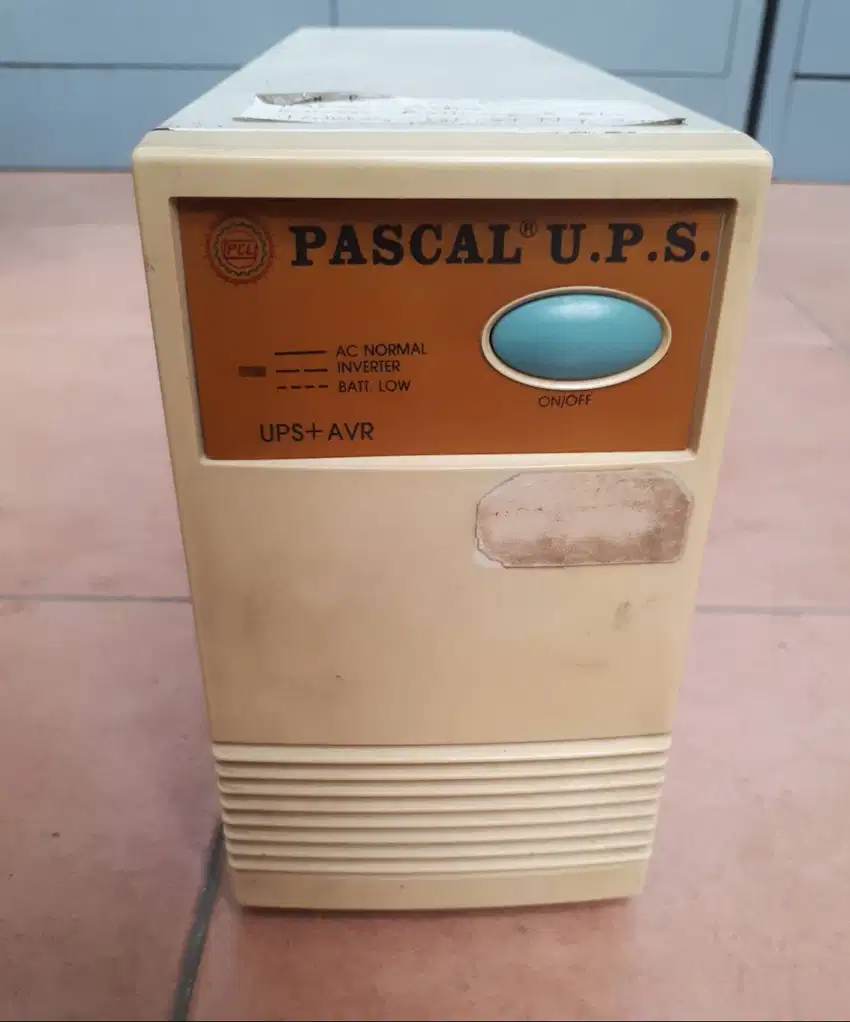 PCL
PASCAL® U.P.S.
AC NORMAL
INVERTER
BATT. LOW
ON/OFF
UPS+AVR